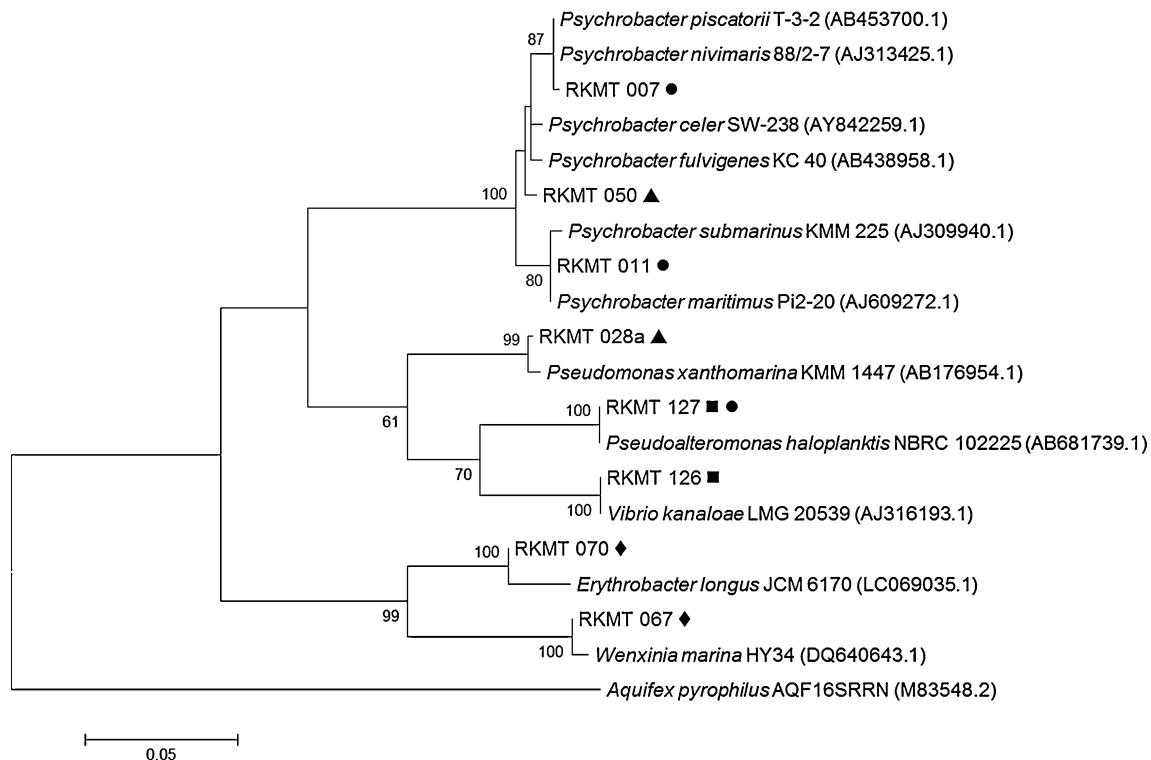 Psychrobacter piscatorii T-3-2 (AB453700.1)
87
Psychrobacter nivimaris 88/2-7 (AJ313425.1)
RKMT 007 ●
Psychrobacter celer SW-238 (AY842259.1)
Psychrobacter fulvigenes KC 40 (AB438958.1)
100
RKMT 050 ▲
Psychrobacter submarinus KMM 225 (AJ309940.1)
RKMT 011 ●
80
Psychrobacter maritimus Pi2-20 (AJ609272.1)
99
RKMT 028a ▲
Pseudomonas xanthomarina KMM 1447 (AB176954.1)
100
RKMT 127 ■ ●
61
Pseudoalteromonas haloplanktis NBRC 102225 (AB681739.1)
70
RKMT 126 ■
100
Vibrio kanaloae LMG 20539 (AJ316193.1)
100
RKMT 070 ♦
Erythrobacter longus JCM 6170 (LC069035.1)
99
RKMT 067 ♦
100
Wenxinia marina HY34 (DQ640643.1)
Aquifex pyrophilus AQF16SRRN (M83548.2)
0.05